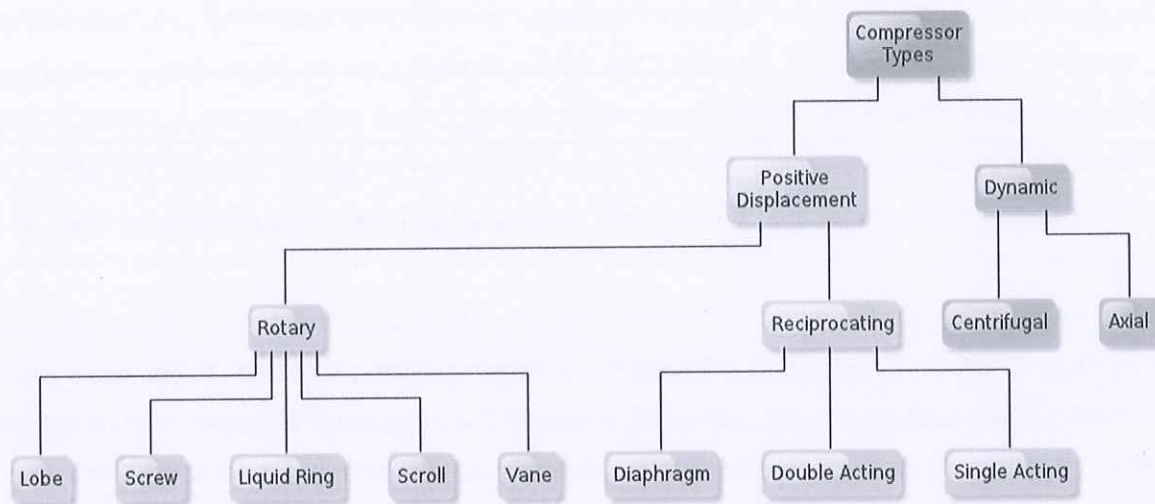 Compressor
Types
Positive
Displacement
Dynamic
Rotary
Reciprocating
Centrifugal
Axial
Lobe
Screw
Liquid Ring
Scroll
Vane
Diaphragm
Double Acting
Single Acting